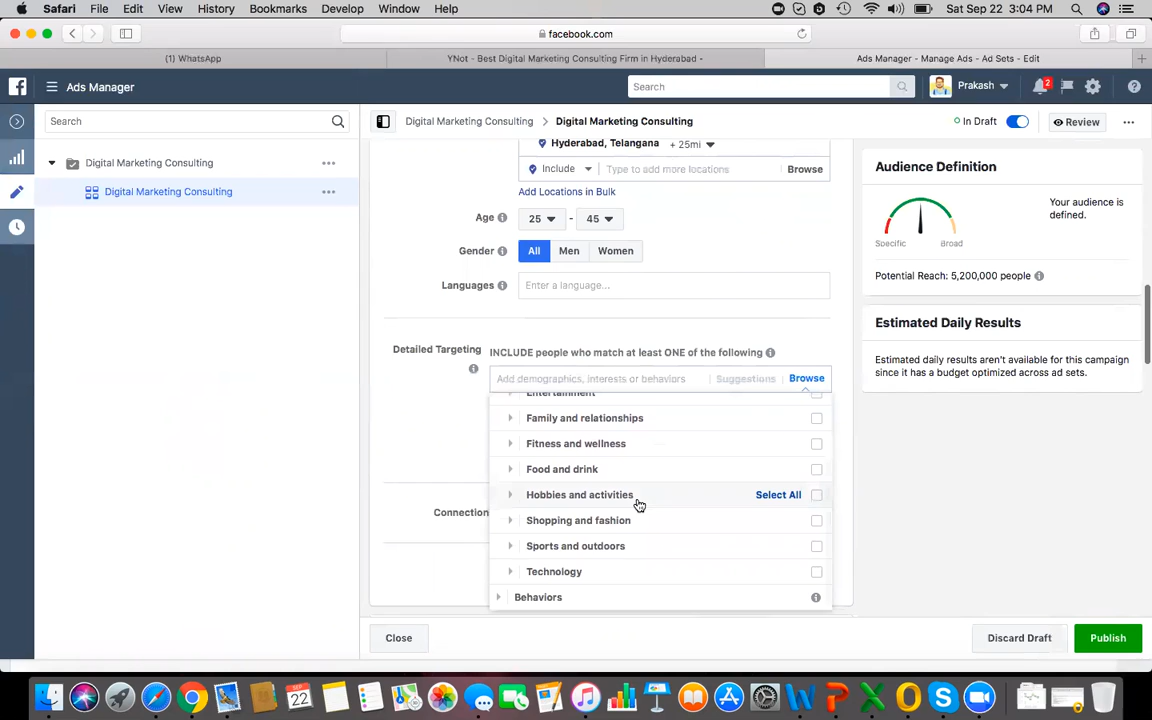 Safari File Edit View History Bookmarks Develop Window Help Sat Sep 22 3:04 PM
facebook.com
(1) WhatsApp YNot - Best Digital Marketing Consulting Firm in Hyderabad - Ads Manager - Manage Ads - Ad Sets - Edit
Ads Manager Search Prakash 2
Search Digital Marketing Consulting Digital Marketing Consulting In Draft Review
Digital Marketing Consulting
Digital Marketing Consulting
Hyderabad, Telangana + 25mi
Include Type to add more locations Browse
Add Locations in Bulk
Age 25 - 45
Gender All Men Women
Languages Enter a language...
Detailed Targeting INCLUDE people who match at least ONE of the following
Add demographics, interests or behaviors Suggestions Browse
Entertainment
Family and relationships
Fitness and wellness
Food and drink
Hobbies and activities Select All
Connection
Shopping and fashion
Sports and outdoors
Technology
Behaviors
Audience Definition
Your audience is
defined.
Specific Broad
Potential Reach: 5,200,000 people
Estimated Daily Results
Estimated daily results aren't available for this campaign
since it has a budget optimized across ad sets.
Close Discard Draft Publish